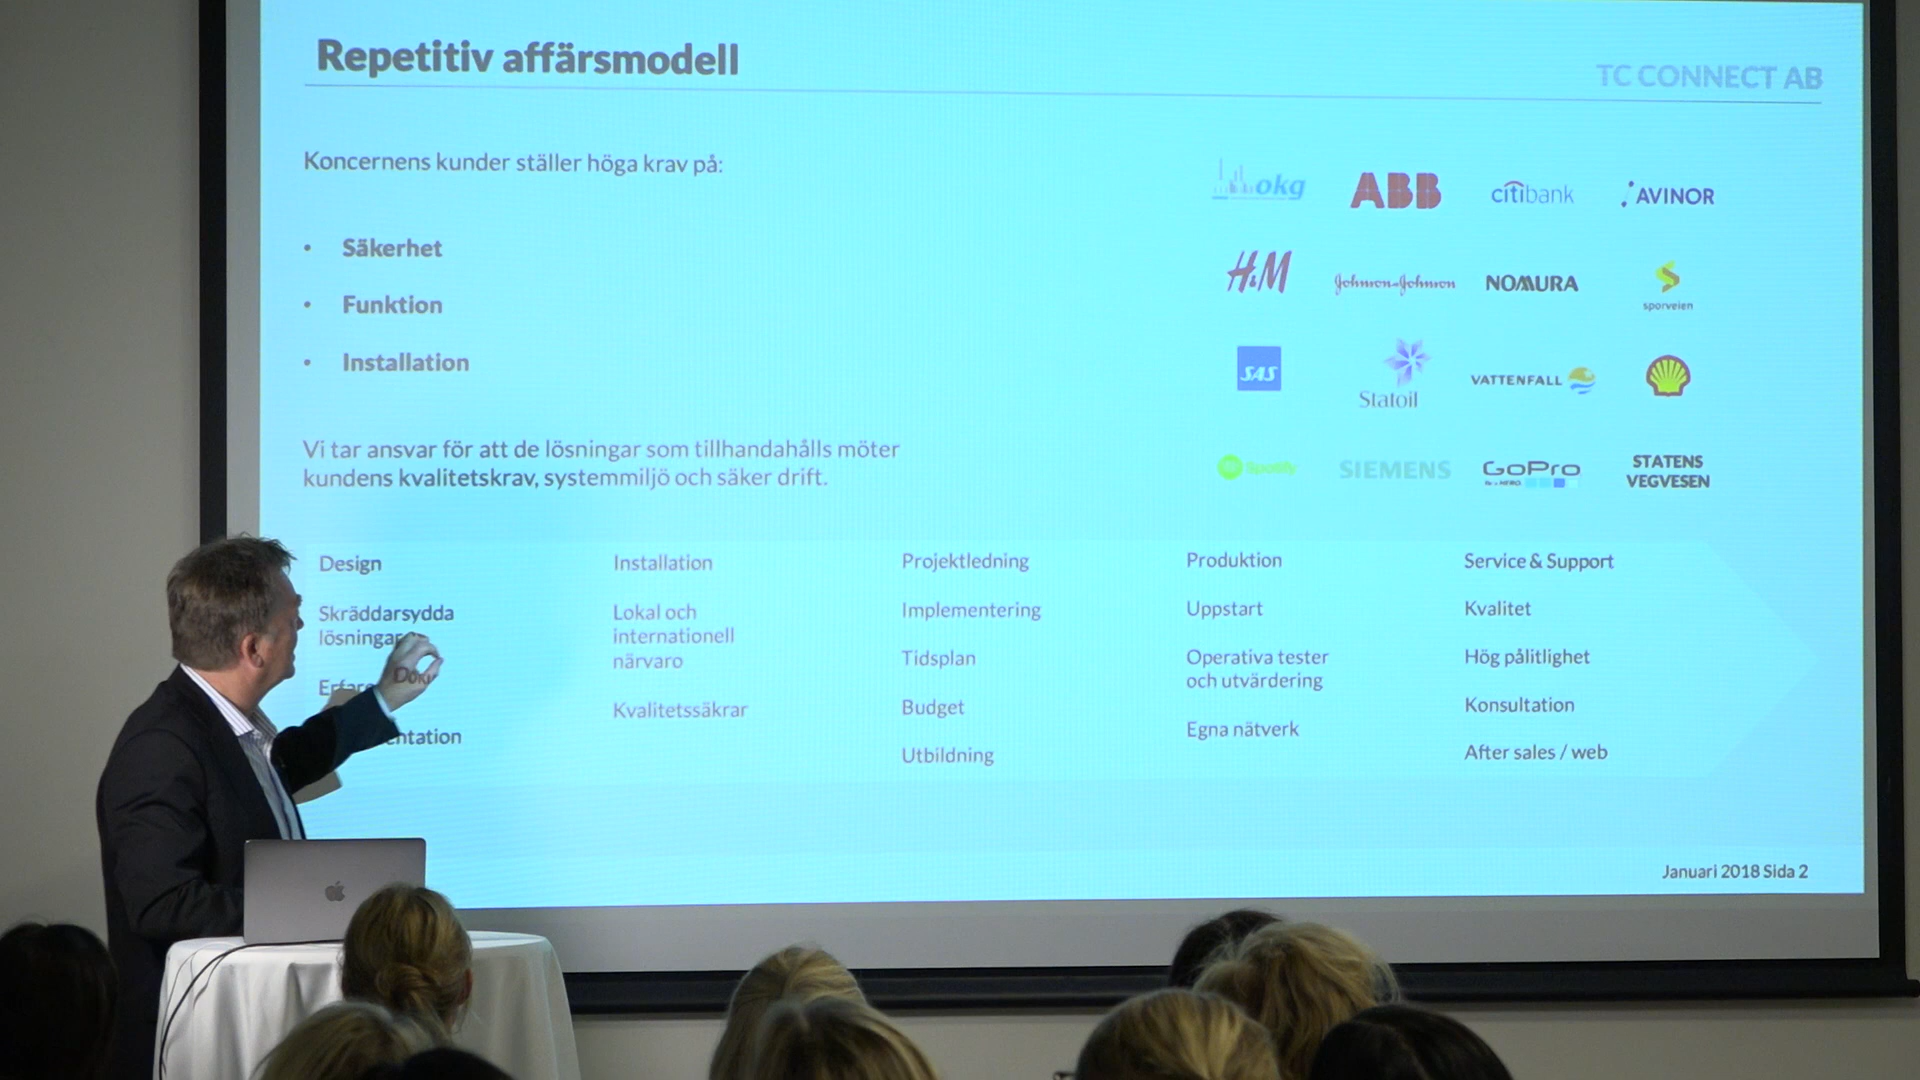 Repetitiv affärsmodell
TC CONNECT AB
Koncernens kunder ställer höga krav på:
• Säkerhet
• Funktion
• Installation
Vi tar ansvar för att de lösningar som tillhandahålls möter
kundens kvalitetskrav, systemmiljö och säker drift.
okg
ABB
citibank
AVINOR
H&M
Johnson&Johnson
NOMURA
sporveien
SAS
Statoil
VATTENFALL
Spotify
SIEMENS
GoPro
STATENS
VEGVESEN
Design
Skräddarsydda
lösningar
Doku
ntation
Installation
Lokal och
internationell
närvaro
Kvalitetssäkrar
Projektledning
Implementering
Tidsplan
Budget
Utbildning
Produktion
Uppstart
Operativa tester
och utvärdering
Egna nätverk
Service & Support
Kvalitet
Hög pålitlighet
Konsultation
After sales / web
Januari 2018 Sida 2